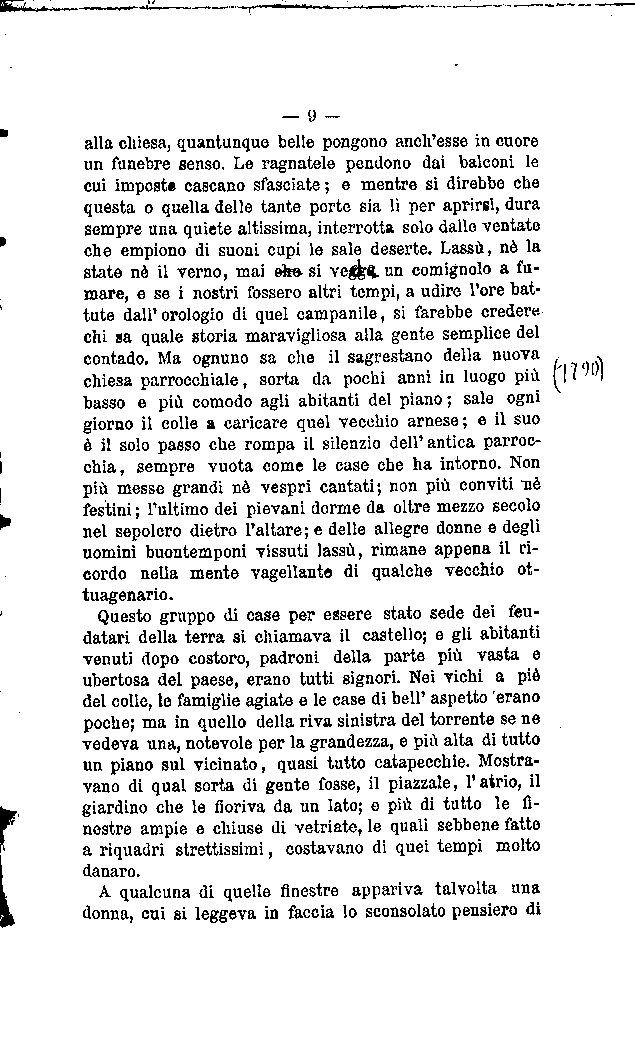 — 9 —
alla chiesa, quantunque belle pongono anch'esse in cuore
un funebre senso. Le ragnatele pendono dai balconi le
cui imposte cascano sfasciate; e mentre si direbbe che
questa o quella delle tante porte sia lì per aprirsi, dura
sempre una quiete altissima, interrotta solo dalle ventate
che empiono di suoni cupi le sale deserte. Lassù, nè la
state nè il verno, mai che si vegga un comignolo a fu-
mare, e se i nostri fossero altri tempi, a udire l'ore bat-
tute dall'orologio di quel campanile, si farebbe credere
chi sa quale storia maravigliosa alla gente semplice del
contado. Ma ognuno sa che il sagrestano della nuova
chiesa parrocchiale, sorta da pochi anni in luogo più (1790)
basso e più comodo agli abitanti del piano; sale ogni
giorno il colle a caricare quel vecchio arnese; e il suo
è il solo passo che rompa il silenzio dell'antica parroc-
chia, sempre vuota come le case che ha intorno. Non
più messe grandi nè vespri cantati; non più conviti nè
festini; l'ultimo dei pievani dorme da oltre mezzo secolo
nel sepolcro dietro l'altare; e delle allegre donne e degli
uomini buontemponi vissuti lassù, rimane appena il ri-
cordo nella mente vagellante di qualche vecchio ot-
tuagenario.
Questo gruppo di case per essere stato sede dei feu-
datari della terra si chiamava il castello; e gli abitanti
venuti dopo costoro, padroni della parte più vasta e
ubertosa del paese, erano tutti signori. Nei vichi a piè
del colle, le famiglie agiate e le case di bell'aspetto erano
poche; ma in quello della riva sinistra del torrente se ne
vedeva una, notevole per la grandezza, e più alta di tutto
un piano sul vicinato, quasi tutto catapecchie. Mostra-
vano di qual sorta di gente fosse, il piazzale, l'atrio, il
giardino che le fioriva da un lato; e più di tutto le fi-
nestre ampie e chiuse di vetriate, le quali sebbene fatte
a riquadri strettissimi, costavano di quei tempi molto
danaro.
A qualcuna di quelle finestre appariva talvolta una
donna, cui si leggeva in faccia lo sconsolato pensiero di